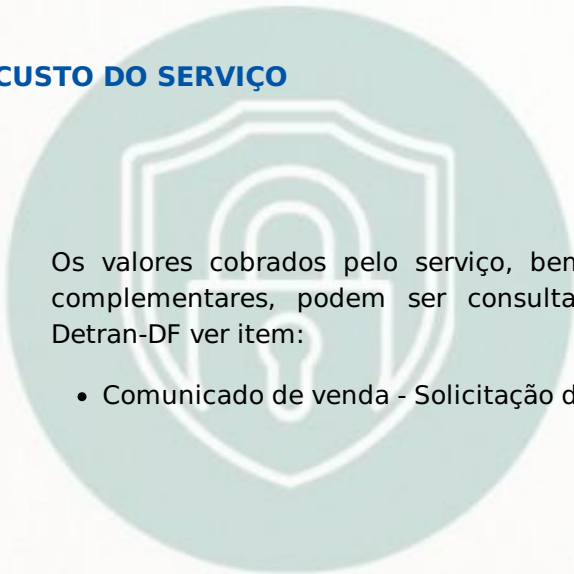 CUSTO DO SERVIÇO
Os valores cobrados pelo serviço, bem
complementares, podem ser consulta
Detran-DF ver item:
• Comunicado de venda - Solicitação d